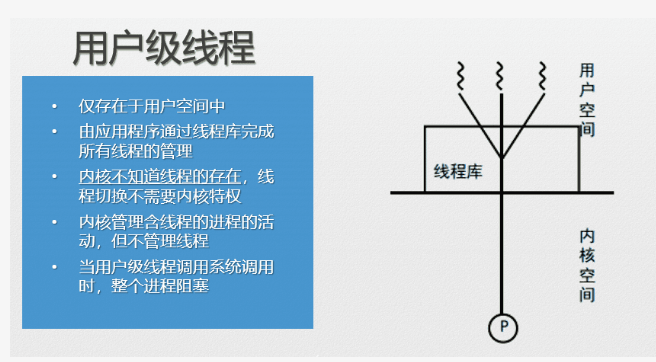 用户级线程
• 仅存在于用户空间中
• 由应用程序通过线程库完成
所有线程的管理
• 内核不知道线程的存在，线
程切换不需要内核特权
• 内核管理含线程的进程的活
动，但不管理线程
• 当用户级线程调用系统调用
时，整个进程阻塞
用户空间
线程库
内核空间
P